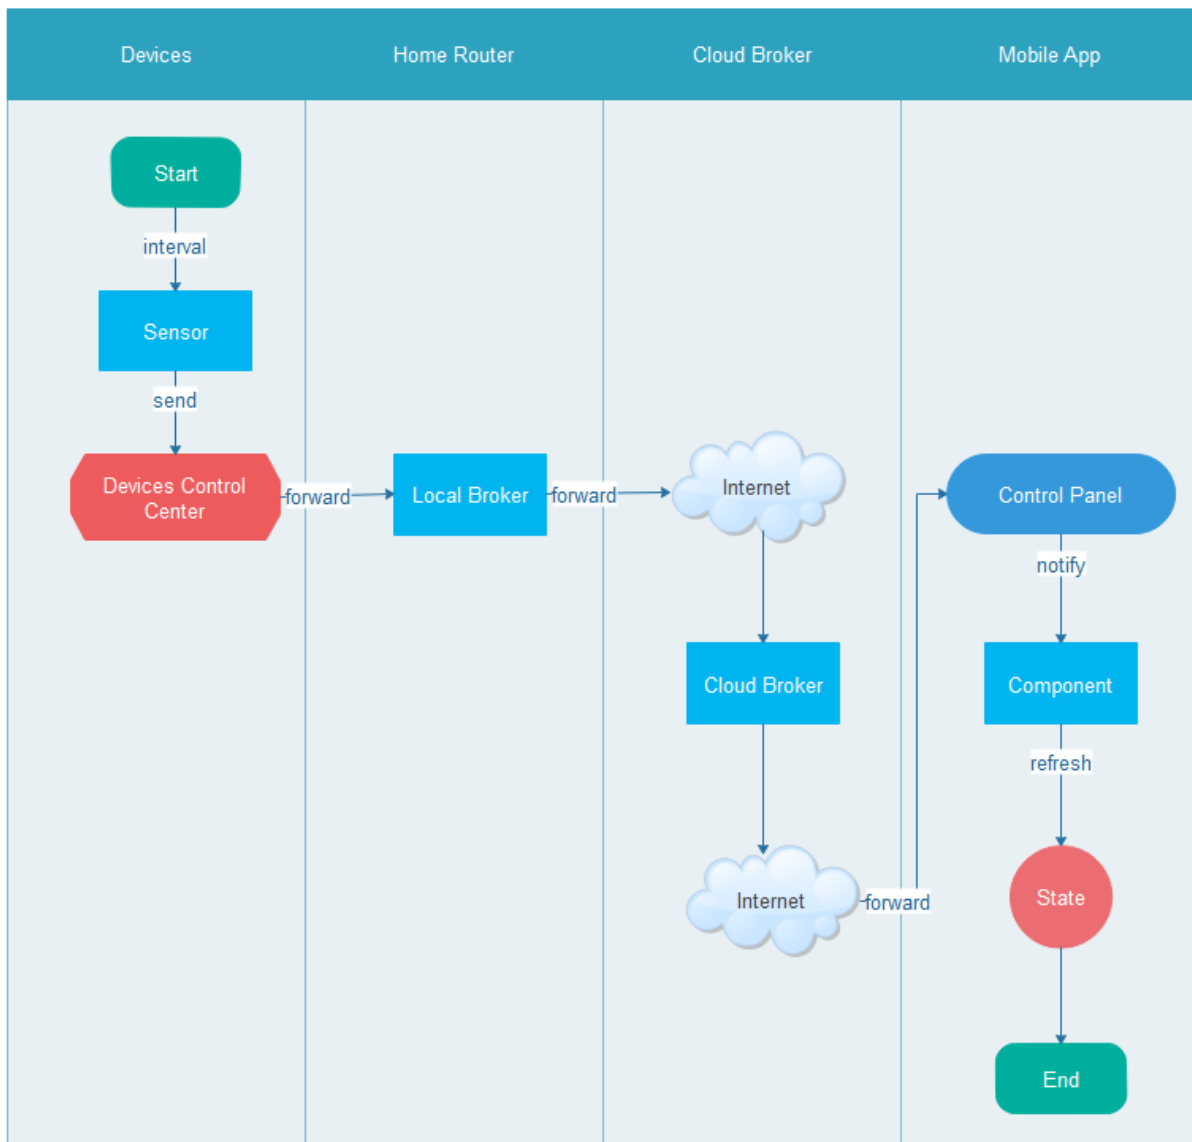 Devices
Home Router
Cloud Broker
Mobile App
Start
interval
Sensor
send
Devices Control
Center
forward
Local Broker
forward
Internet
Cloud Broker
Internet
forward
Control Panel
notify
Component
refresh
State
End